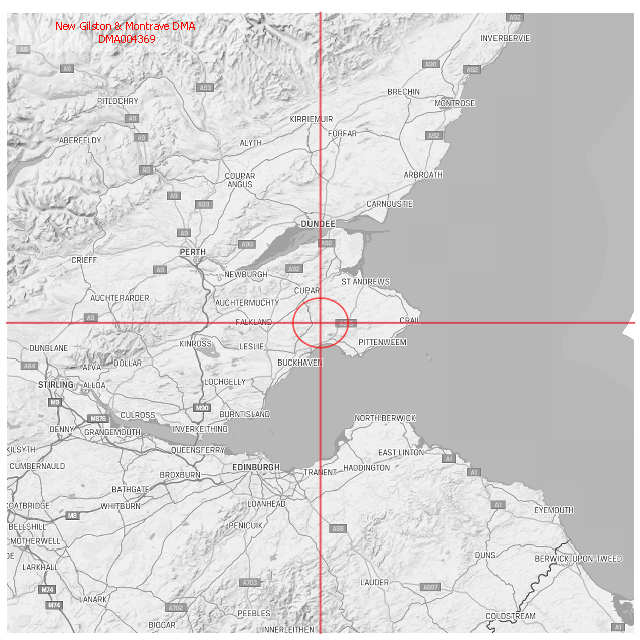 New Gilston & Montrave DMA
DMA004369
A92
INVERBERVIE
A9
A9
A90
A92
A93
BRECHIN
PITLOCHRY
MONTROSE
A9
KIRRIEMUIR
FORFAR
A92
ABERFELDY
A9
ALYTH
A9
COUPAR
ANGUS
ARBROATH
A9
A93
CARNOUSTIE
DUNDEE
A9
A90
A92
PERTH
CRIEFF
A9
NEWBURGH
A92
ST ANDREWS
CUPAR
AUCHTERARDER
AUCHTERMUCHTY
A9
FALKLAND
CRAIL
DUNBLANE
KINROSS
LESLIE
PITTENWEEM
A84
ALVA
DOLLAR
BUCKHAVEN
STIRLING
ALLOA
LOCHGELLY
M9
M90
CULROSS
BURNTISLAND
M876
NORTH BERWICK
DENNY
GRANGEMOUTH
INVERKEITHING
KILSYTH
QUEENSFERRY
EAST LINTON
A1
CUMBERNAULD
BROXBURN
EDINBURGH
TRANENT
HADDINGTON
A1
BATHGATE
COATBRIDGE
WHITBURN
LOANHEAD
A1
EYEMOUTH
M8
BELLSHILL
PENICUIK
A68
MOTHERWELL
DUNS
BERWICK-UPON-TWEED
LARKHALL
A703
LAUDER
A697
M74
LANARK
M74
A702
PEEBLES
COLDSTREAM
BIGGAR
INNERLEITHEN
A1